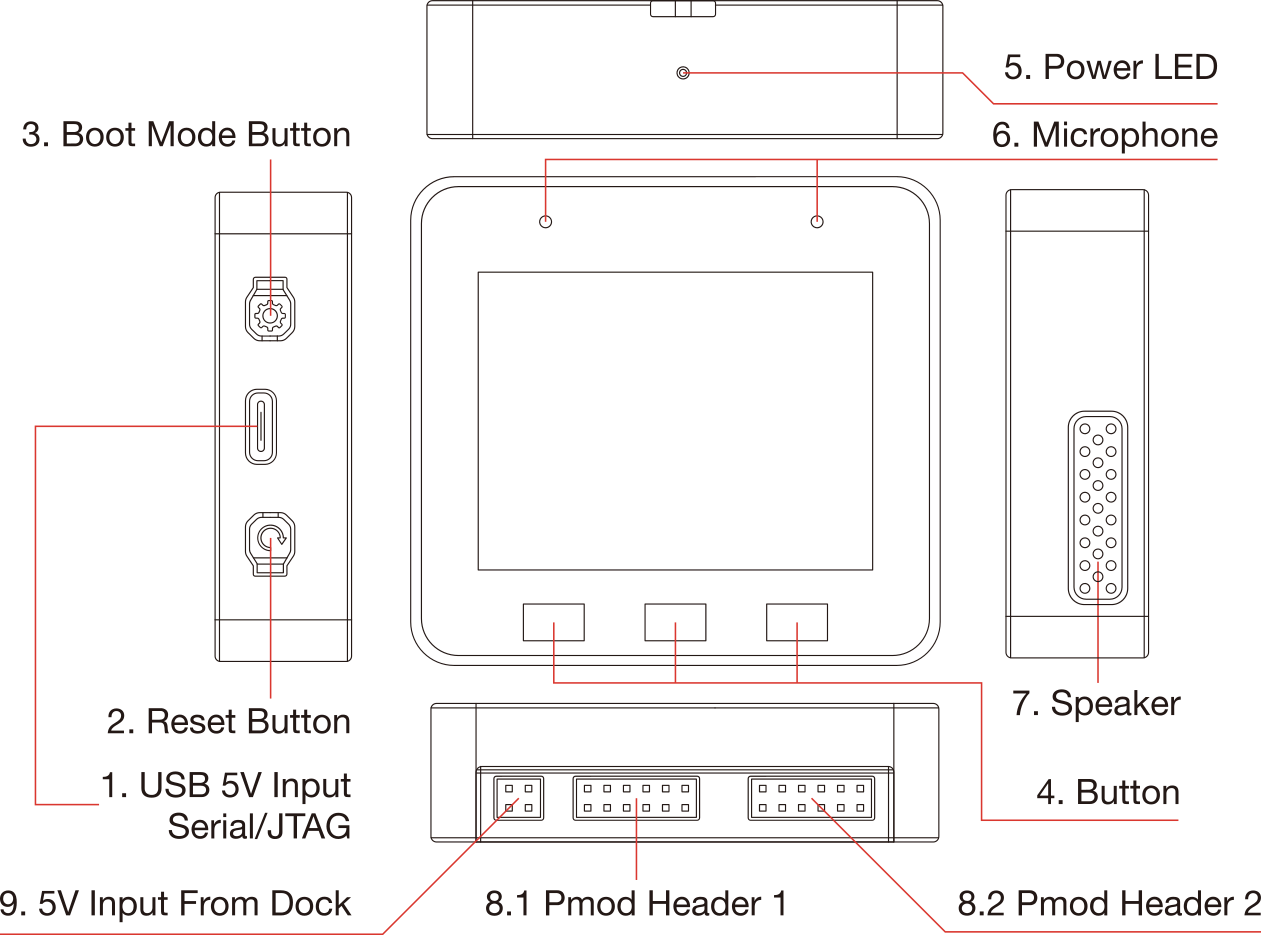 5. Power LED
3. Boot Mode Button
6. Microphone
2. Reset Button
7. Speaker
1. USB 5V Input
Serial/JTAG
4. Button
9. 5V Input From Dock
8.1 Pmod Header 1
8.2 Pmod Header 2